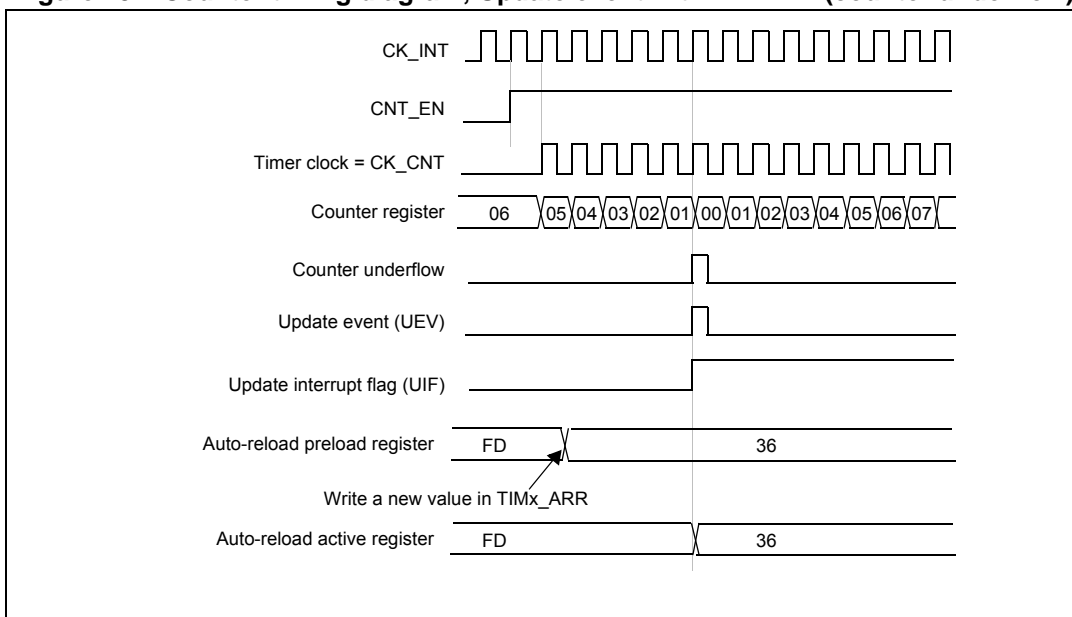 CK_INT
CNT_EN
Timer clock = CK_CNT
Counter register 06 05 04 03 02 01 00 01 02 03 04 05 06 07
Counter underflow
Update event (UEV)
Update interrupt flag (UIF)
Auto-reload preload register FD 36
Write a new value in TIMx_ARR
Auto-reload active register FD 36